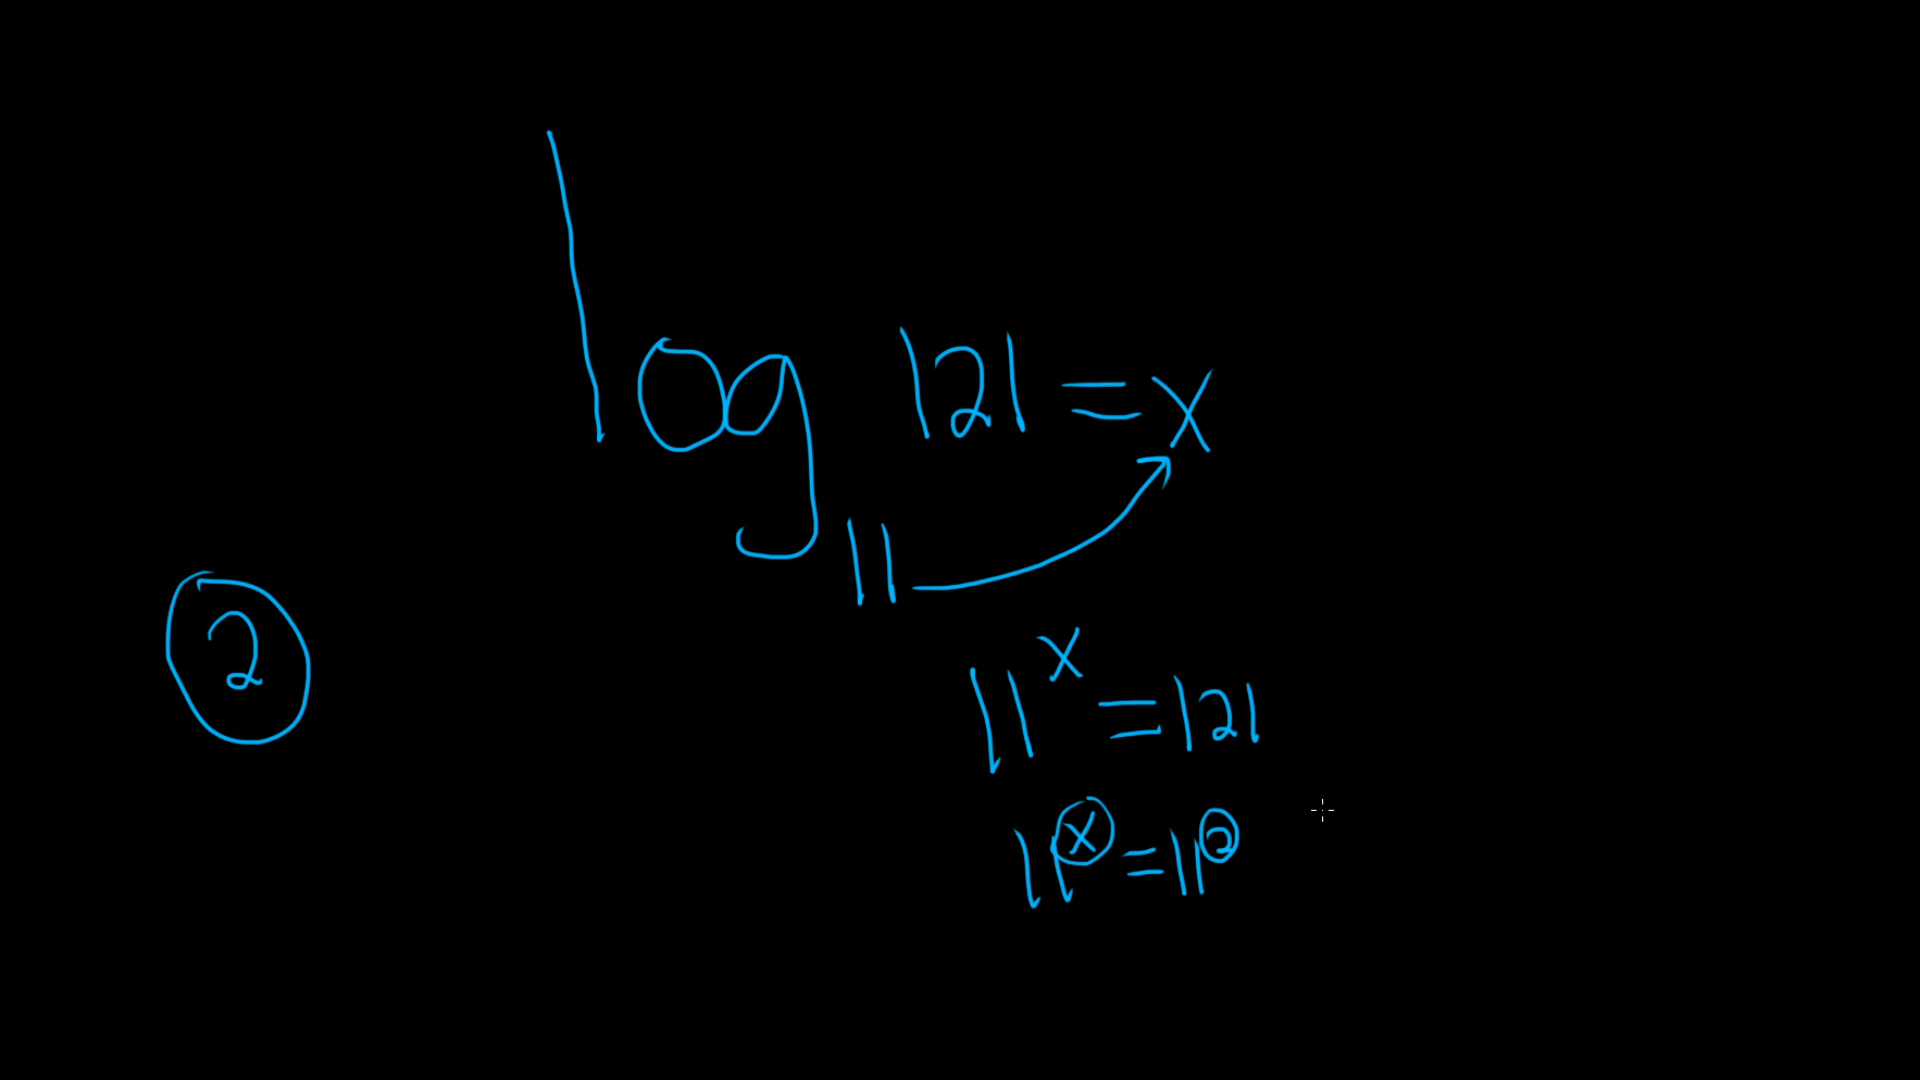 log₁₁ 121 = x
2
11ˣ = 121
11ˣ = 11²